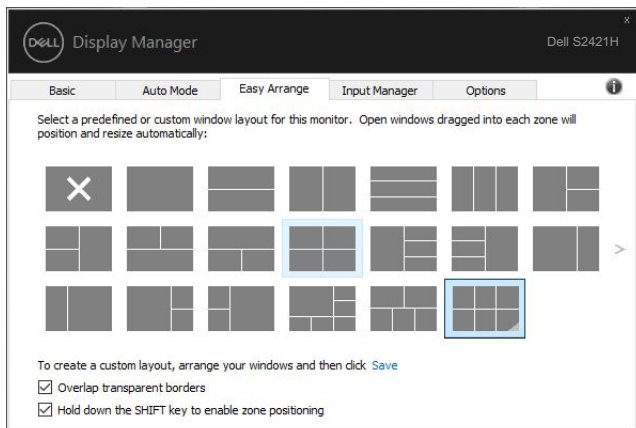 x
DELL Display Manager Dell S2421H
Basic Auto Mode Easy Arrange Input Manager Options i
Select a predefined or custom window layout for this monitor. Open windows dragged into each zone will
position and resize automatically:
>
To create a custom layout, arrange your windows and then click Save
Overlap transparent borders
Hold down the SHIFT key to enable zone positioning